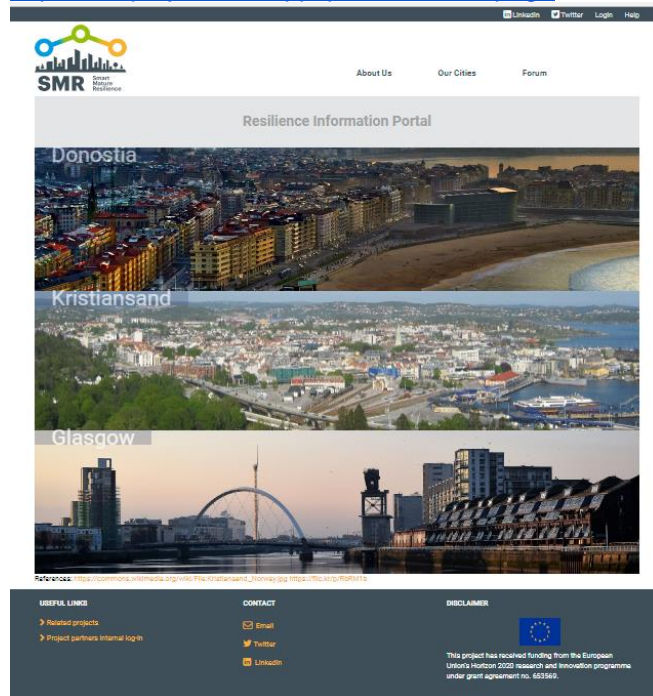 LinkedIn Twitter Login Help
SMR Smart
Mature
Resilience
About Us Our Cities Forum
Resilience Information Portal
Donostia
Kristiansand
Glasgow
References: https://commons.wikimedia.org/wiki/File:Kristiansand_Norway.jpg https://flic.kr/p/RbRM1b
USEFUL LINKS
Related projects
Project partners internal log-in
CONTACT
Email
Twitter
LinkedIn
DISCLAIMER
This project has received funding from the European
Union's Horizon 2020 research and innovation programme
under grant agreement no. 653569.